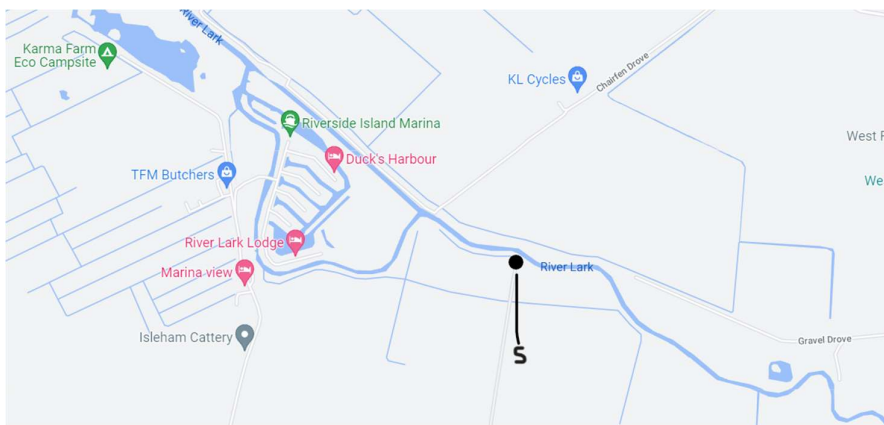 River Lark
Karma Farm
Eco Campsite
KL Cycles
Chairfen Drove
Riverside Island Marina
West
Duck's Harbour
TFM Butchers
We
River Lark Lodge
River Lark
Marina view
Isleham Cattery
Gravel Drove
S